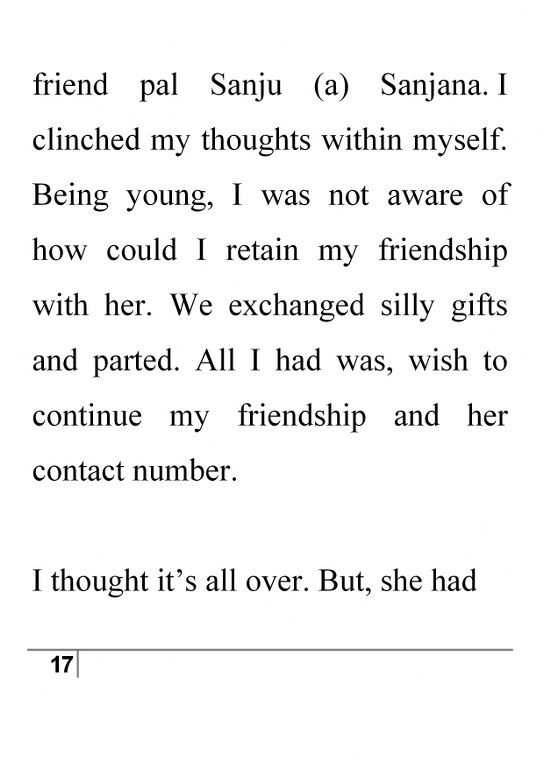 friend pal Sanju (a) Sanjana. I
clinched my thoughts within myself.
Being young, I was not aware of
how could I retain my friendship
with her. We exchanged silly gifts
and parted. All I had was, wish to
continue my friendship and her
contact number.
I thought it’s all over. But, she had
17